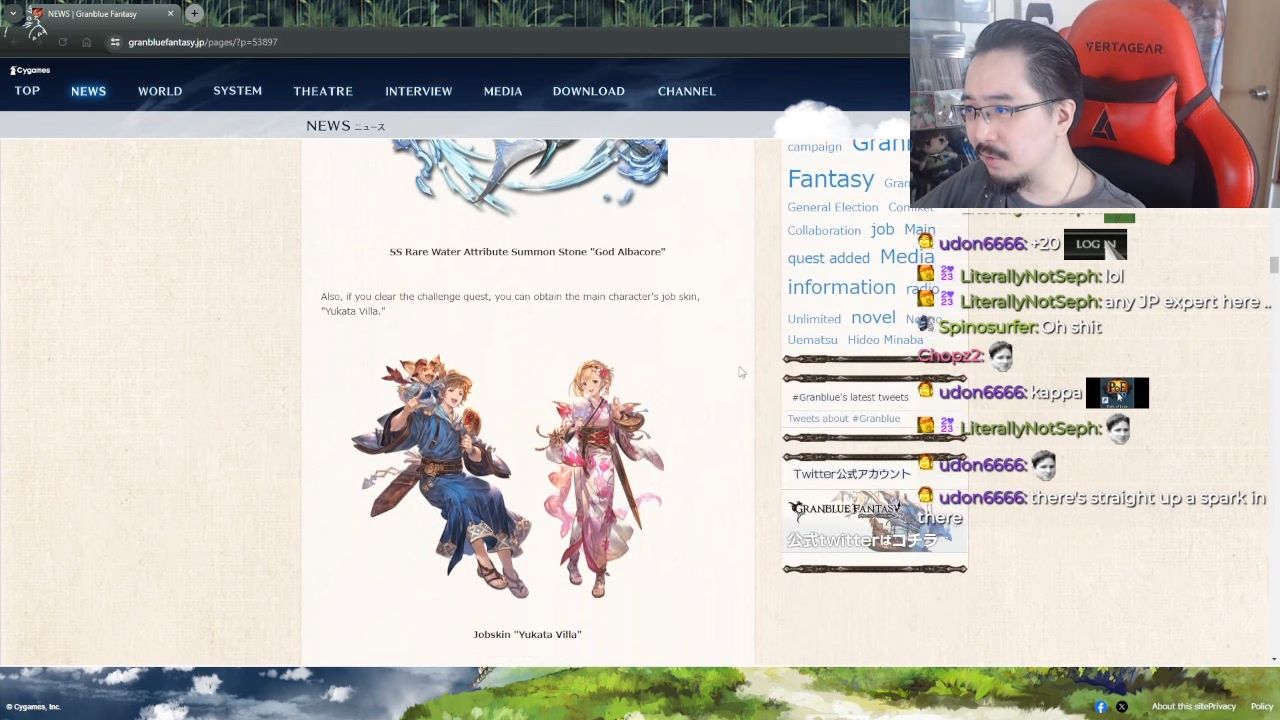 NEWS | Granblue Fantasy
granbluefantasy.jp/pages/?p=53897
Cygames
TOP
NEWS
WORLD
SYSTEM
THEATRE
INTERVIEW
MEDIA
DOWNLOAD
CHANNEL
NEWS ニュース
SS Rare Water Attribute Summon Stone "God Albacore"
Also, if you clear the challenge quest, you can obtain the main character's job skin,
"Yukata Villa."
Jobskin "Yukata Villa"
campaign
Fantasy
General Election
Collaboration job Main
quest added Media
information radio
Unlimited novel
Uematsu Hideo Minaba
#Granblue's latest tweets
Tweets about #Granblue
Twitter公式アカウント
GRANBLUE FANTASY
公式twitterはコチラ
VERTAGEAR
udon6666: +20 LOG IN
LiterallyNotSeph: lol
LiterallyNotSeph: any JP expert here ..
Spinosurfer: Oh shit
Chopz2:
udon6666: kappa
LiterallyNotSeph:
udon6666:
udon6666: there's straight up a spark in
there
© Cygames, Inc.
About this site
Privacy
Policy